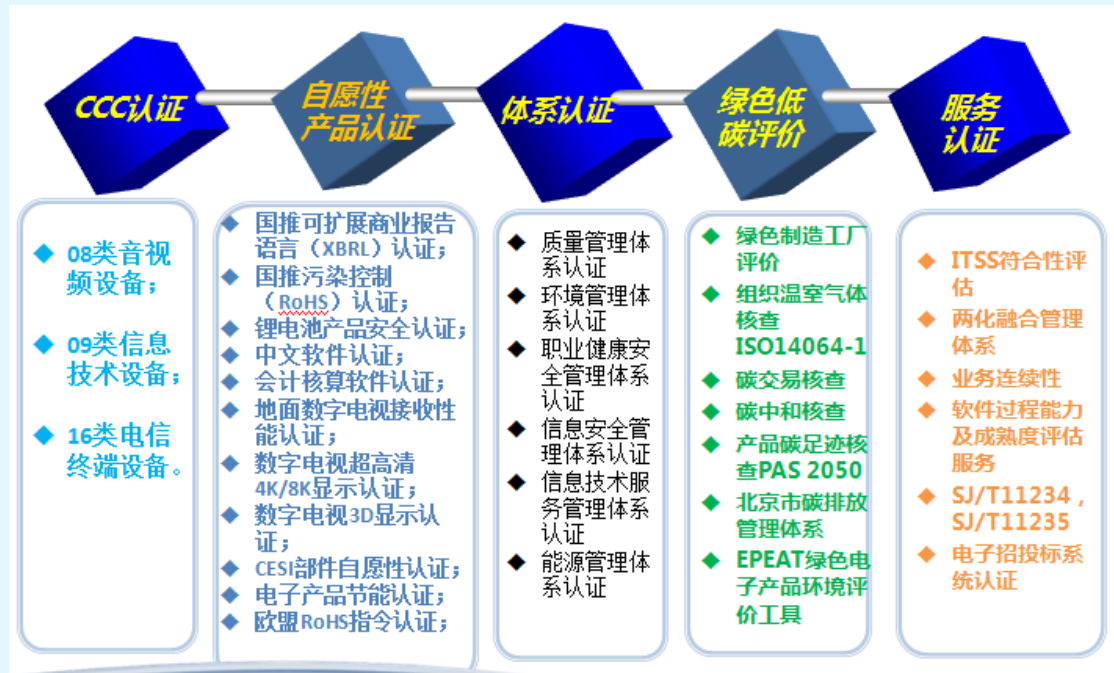 CCC认证
自愿性
产品认证
体系认证
绿色低
碳评价
服务
认证
08类音视
频设备；
09类信息
技术设备；
16类电信
终端设备。
国推可扩展商业报告
语言（XBRL）认证；
国推污染控制
（RoHS）认证；
锂电池产品安全认证；
中文软件认证；
会计核算软件认证；
地面数字电视接收性
能认证；
数字电视超高清
4K/8K显示认证；
数字电视3D显示认
证；
CESI部件自愿性认证；
电子产品节能认证；
欧盟RoHS指令认证；
质量管理体
系认证
环境管理体
系认证
职业健康安
全管理体系
认证
信息安全管
理体系认证
信息技术服
务管理体系
认证
能源管理体
系认证
绿色制造工厂
评价
组织温室气体
核查
ISO14064-1
碳交易核查
碳中和核查
产品碳足迹核
查PAS 2050
北京市碳排放
管理体系
EPEAT绿色电
子产品环境评
价工具
ITSS符合性评
估
两化融合管理
体系
业务连续性
软件过程能力
及成熟度评估
服务
SJ/T11234，
SJ/T11235
电子招投标系
统认证